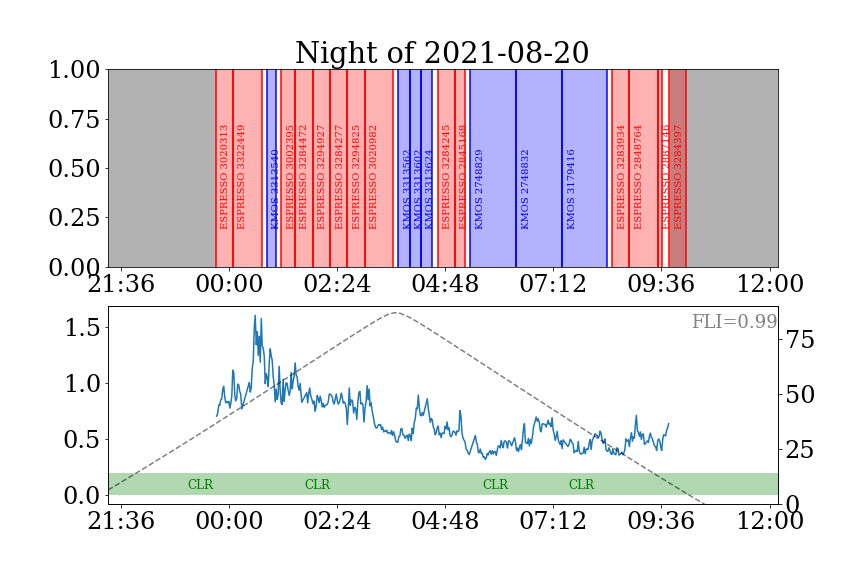 Night of 2021-08-20
1.00
0.75
0.50
0.25
0.00
ESPRESSO 3020313
ESPRESSO 3322449
KMOS 3313540
ESPRESSO 3002395
ESPRESSO 3284472
ESPRESSO 3294927
ESPRESSO 3284277
ESPRESSO 3294825
ESPRESSO 3020982
KMOS 3313562
KMOS 3313602
KMOS 3313624
ESPRESSO 3284245
ESPRESSO 2845168
KMOS 2748829
KMOS 2748832
KMOS 3179416
ESPRESSO 3283934
ESPRESSO 2848764
ESPRESSO 2887146
ESPRESSO 3284397
21:36 00:00 02:24 04:48 07:12 09:36 12:00
FLI=0.99
1.5
1.0
0.5
0.0
75
50
25
0
CLR CLR CLR CLR
21:36 00:00 02:24 04:48 07:12 09:36 12:00